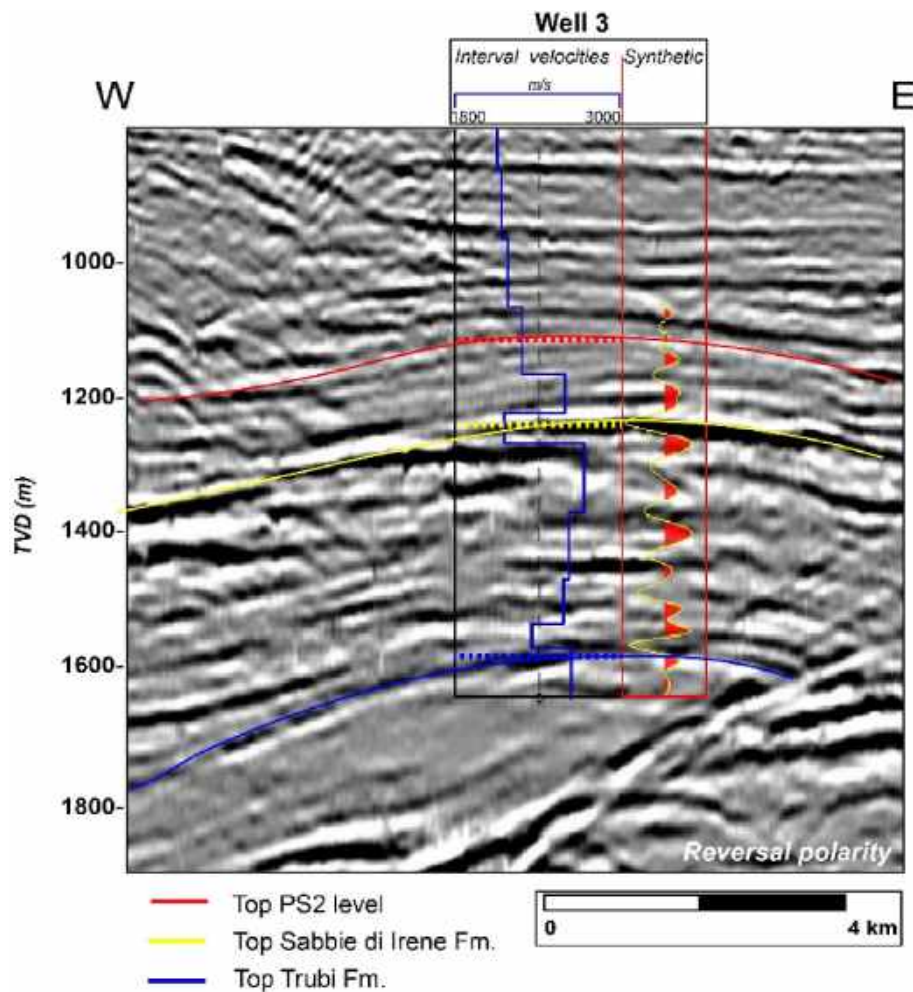 Well 3
Interval velocities Synthetic
m/s
1800 3000
W E
1000-
1200-
1400-
1600-
1800-
TVD (m)
Reversal polarity
Top PS2 level
Top Sabbie di Irene Fm.
Top Trubi Fm.
0 4 km